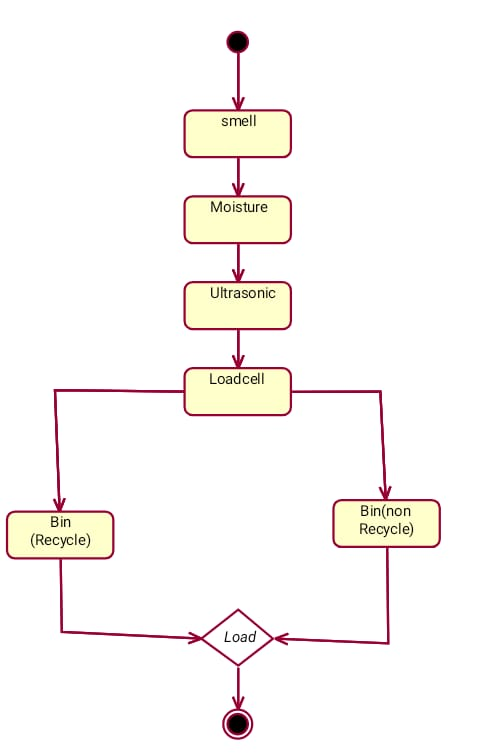 smell
Moisture
Ultrasonic
Loadcell
Bin
(Recycle)
Bin(non
Recycle)
Load